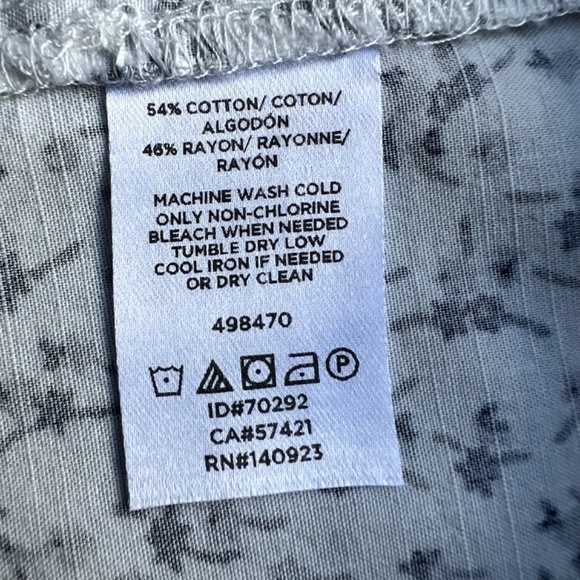 54% COTTON/ COTON/
ALGODÓN
46% RAYON/ RAYONNE/
RAYÓN
MACHINE WASH COLD
ONLY NON-CHLORINE
BLEACH WHEN NEEDED
TUMBLE DRY LOW
COOL IRON IF NEEDED
OR DRY CLEAN
498470
P
ID#70292
CA#57421
RN#140923